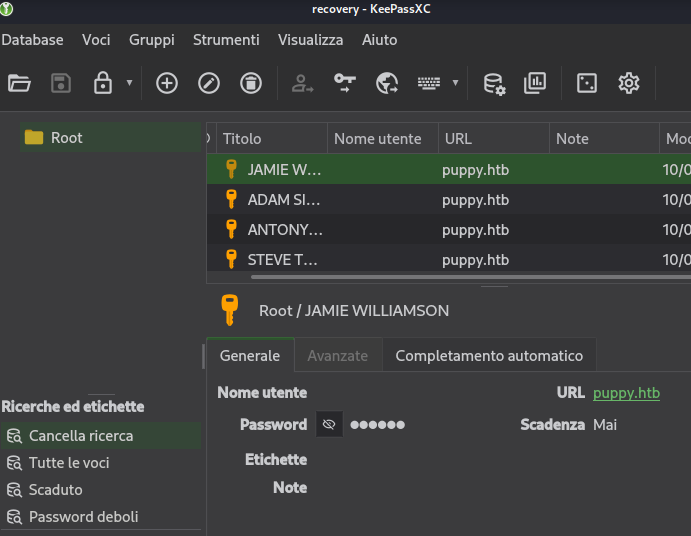 recovery - KeePassXC
Database Voci Gruppi Strumenti Visualizza Aiuto
Root
Titolo Nome utente URL Note Mod
JAMIE W... puppy.htb 10/0
ADAM SI... puppy.htb 10/0
ANTONY... puppy.htb 10/0
STEVE T... puppy.htb 10/0
Root / JAMIE WILLIAMSON
Generale Avanzate Completamento automatico
Nome utente URL puppy.htb
Password ●●●●●● Scadenza Mai
Etichette
Note
Ricerche ed etichette
Cancella ricerca
Tutte le voci
Scaduto
Password deboli